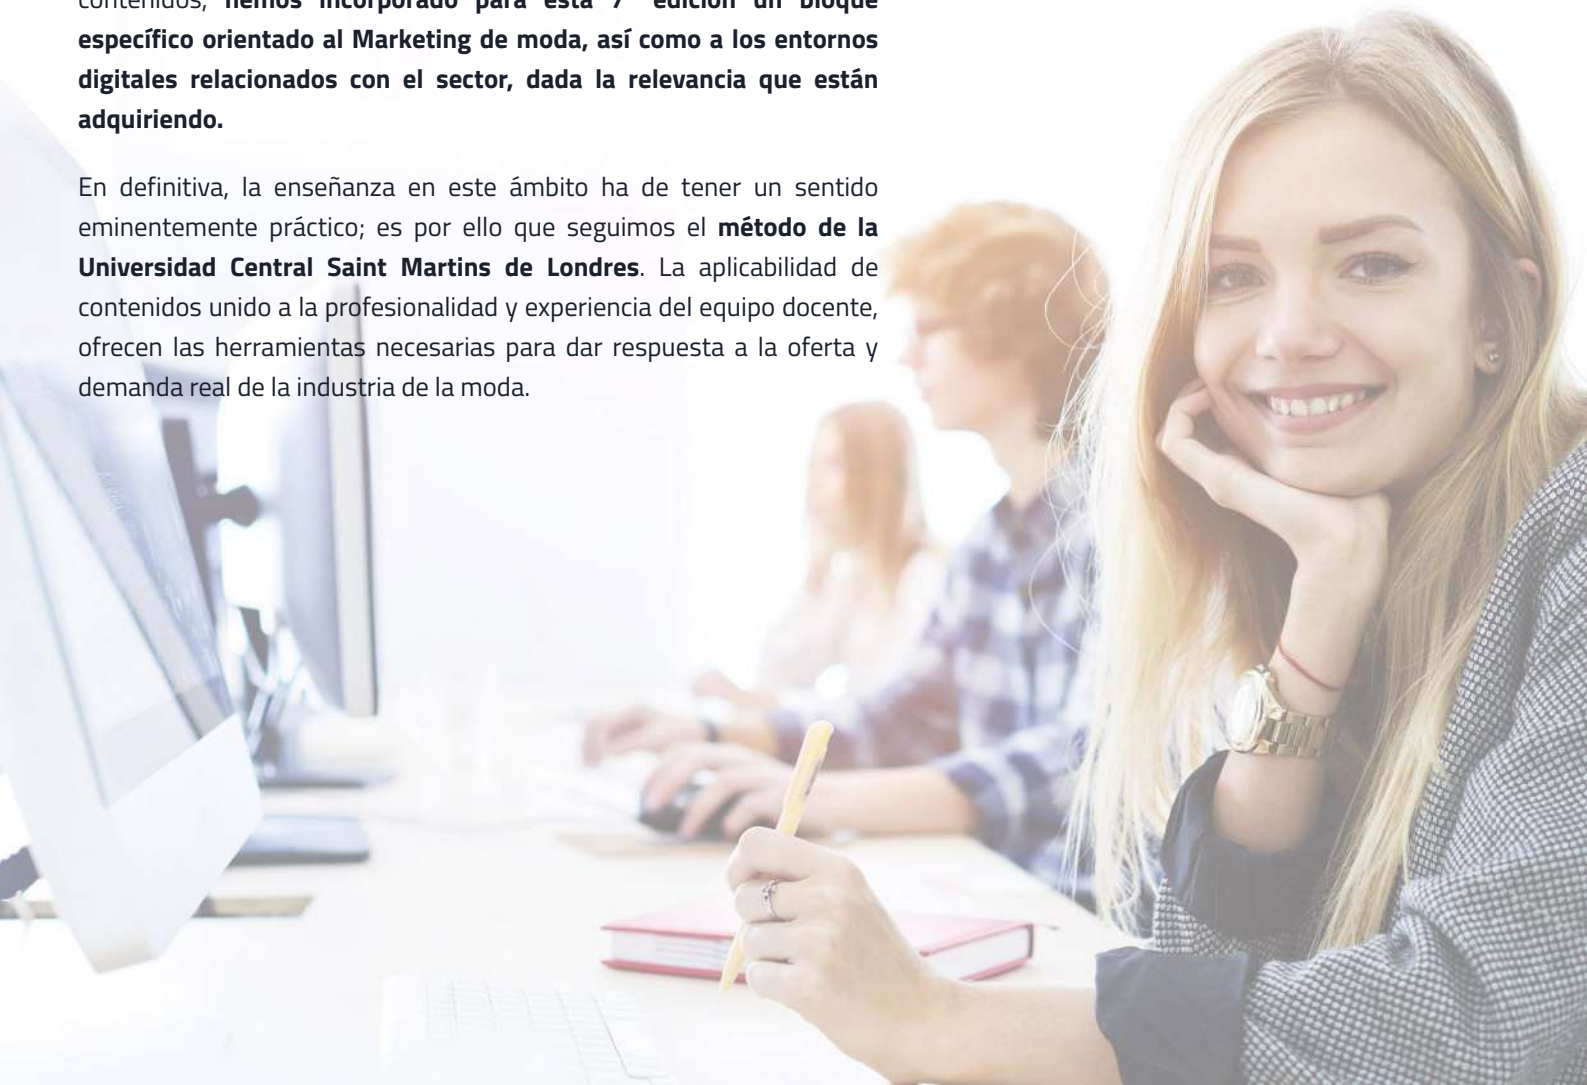 contenidos, hemos incorporado para esta 7ª edición un bloque
específico orientado al Marketing de moda, así como a los entornos
digitales relacionados con el sector, dada la relevancia que están
adquiriendo.
En definitiva, la enseñanza en este ámbito ha de tener un sentido
eminentemente práctico; es por ello que seguimos el método de la
Universidad Central Saint Martins de Londres. La aplicabilidad de
contenidos unido a la profesionalidad y experiencia del equipo docente,
ofrecen las herramientas necesarias para dar respuesta a la oferta y
demanda real de la industria de la moda.